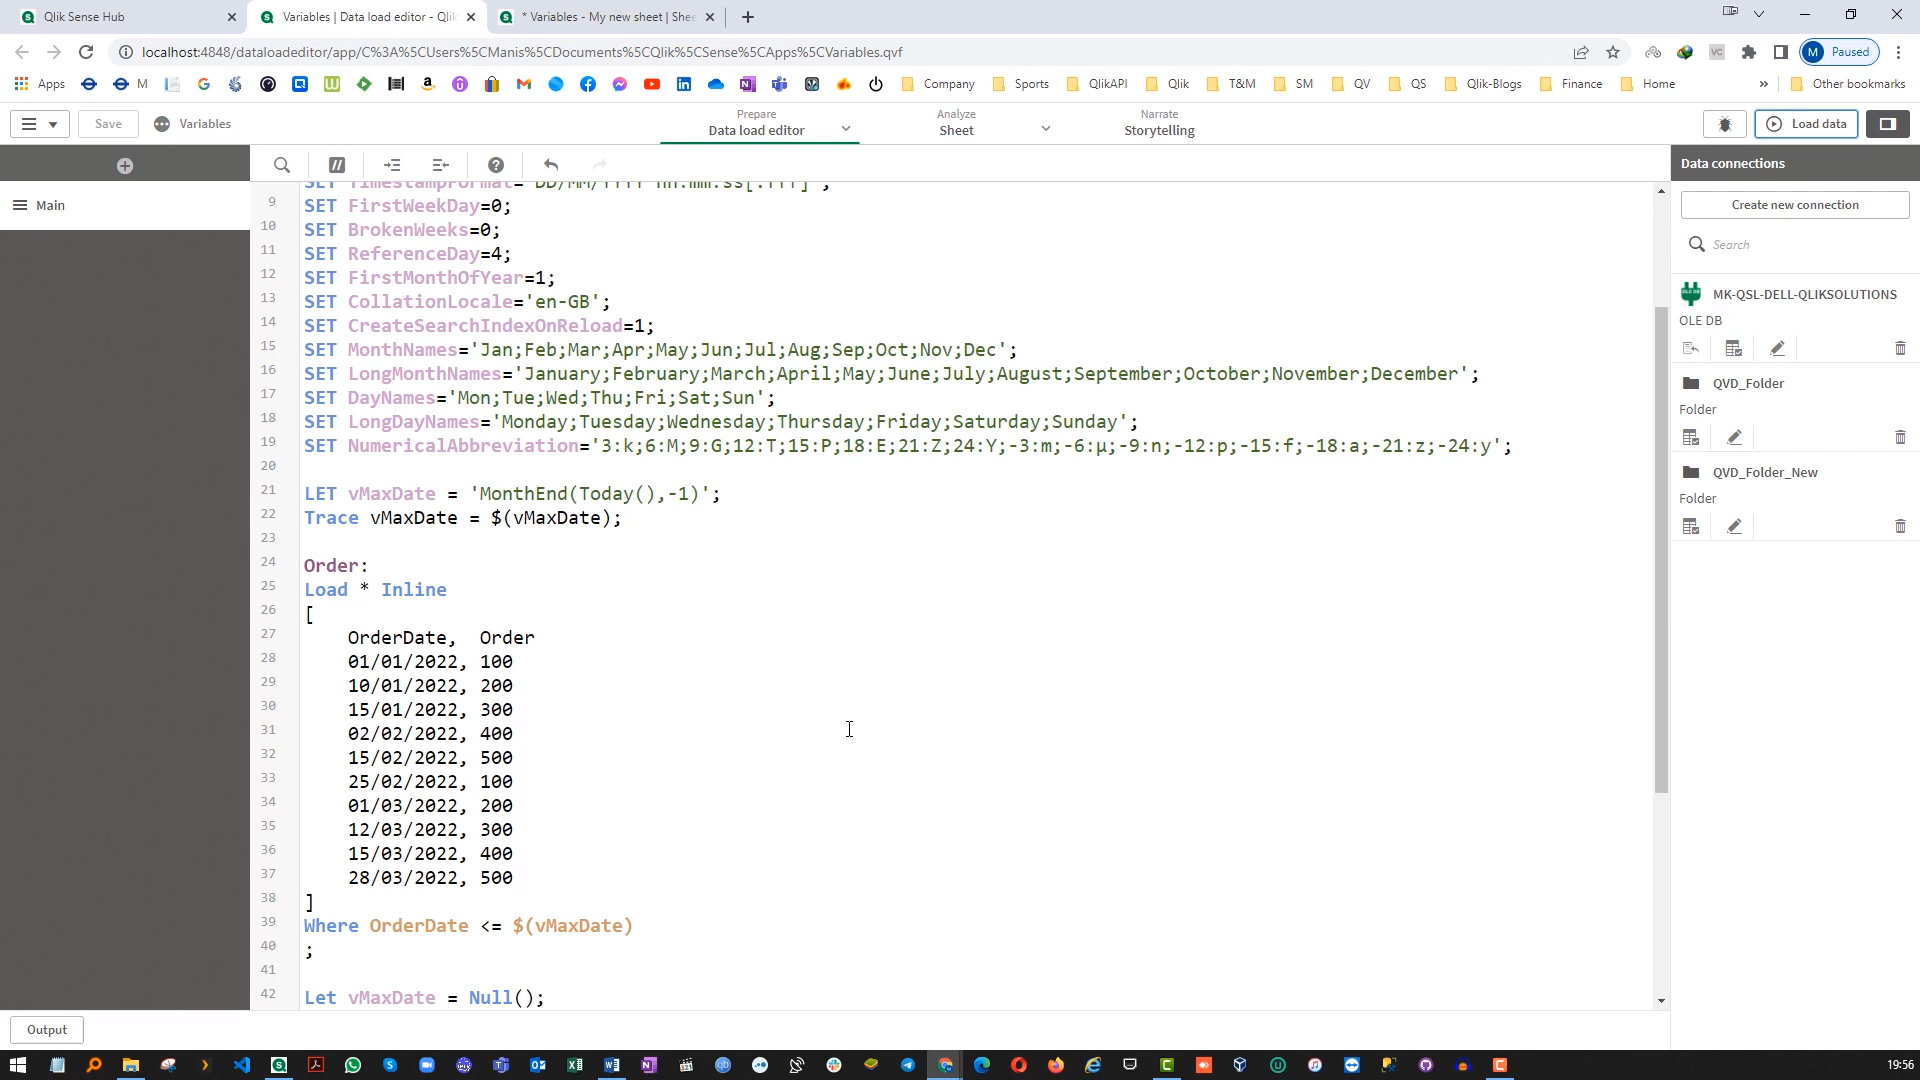 Qlik Sense Hub
Variables | Data load editor - Qlik
* Variables - My new sheet | Shee
localhost:4848/dataloadeditor/app/C%3A%5CUsers%5CManis%5CDocuments%5CQlik%5CSense%5CApps%5CVariables.qvf
M Paused
Apps
M
Company
Sports
QlikAPI
Qlik
T&M
SM
QV
QS
Qlik-Blogs
Finance
Home
»
Other bookmarks
Save
Variables
Prepare
Data load editor
Analyze
Sheet
Narrate
Storytelling
Load data
Main
Data connections
Create new connection
Search
MK-QSL-DELL-QLIKSOLUTIONS
OLE DB
QVD_Folder
Folder
QVD_Folder_New
Folder
SET TimestampFormat='DD/MM/YYYY hh:mm:ss[.fff]';
9 SET FirstWeekDay=0;
10 SET BrokenWeeks=0;
11 SET ReferenceDay=4;
12 SET FirstMonthOfYear=1;
13 SET CollationLocale='en-GB';
14 SET CreateSearchIndexOnReload=1;
15 SET MonthNames='Jan;Feb;Mar;Apr;May;Jun;Jul;Aug;Sep;Oct;Nov;Dec';
16 SET LongMonthNames='January;February;March;April;May;June;July;August;September;October;November;December';
17 SET DayNames='Mon;Tue;Wed;Thu;Fri;Sat;Sun';
18 SET LongDayNames='Monday;Tuesday;Wednesday;Thursday;Friday;Saturday;Sunday';
19 SET NumericalAbbreviation='3:k;6:M;9:G;12:T;15:P;18:E;21:Z;24:Y;-3:m;-6:μ;-9:n;-12:p;-15:f;-18:a;-21:z;-24:y';
20
21 LET vMaxDate = 'MonthEnd(Today(),-1)';
22 Trace vMaxDate = $(vMaxDate);
23
24 Order:
25 Load * Inline
26 [
27 OrderDate, Order
28 01/01/2022, 100
29 10/01/2022, 200
30 15/01/2022, 300
31 02/02/2022, 400
32 15/02/2022, 500
33 25/02/2022, 100
34 01/03/2022, 200
35 12/03/2022, 300
36 15/03/2022, 400
37 28/03/2022, 500
38 ]
39 Where OrderDate <= $(vMaxDate)
40 ;
41
42 Let vMaxDate = Null();
Output
19:56